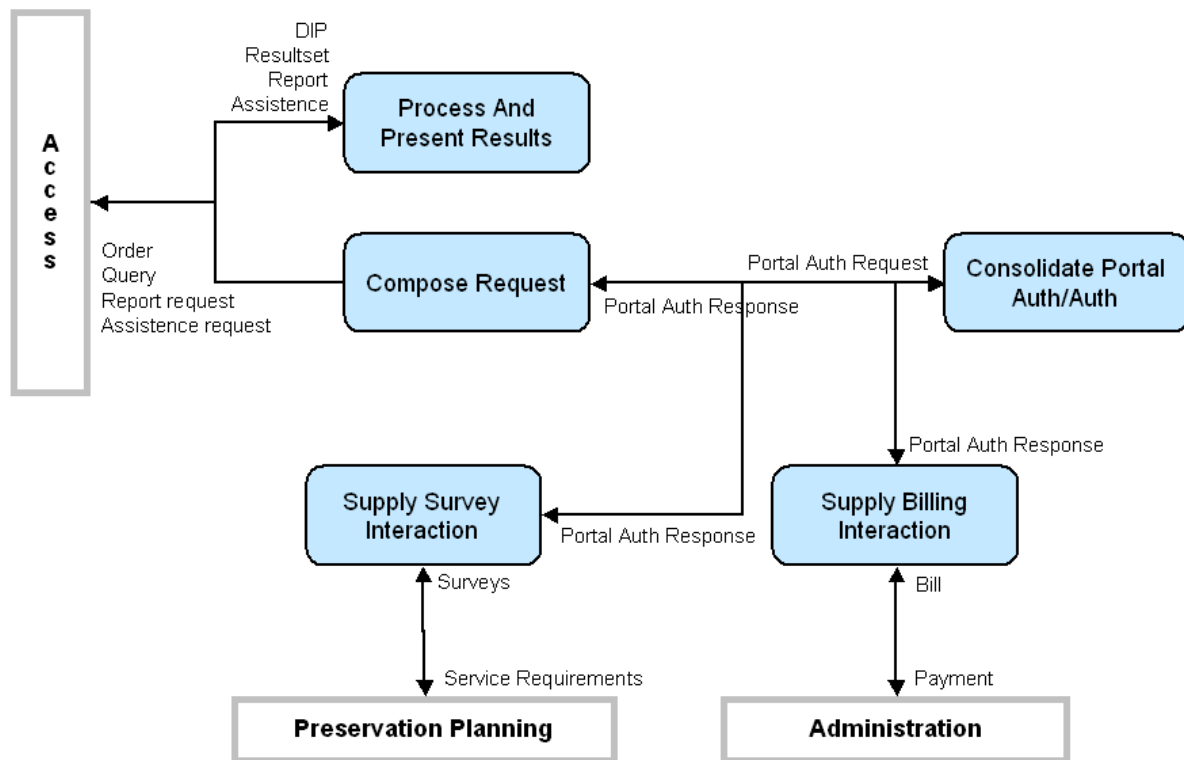 DIP
Resultset
Report
Assistence
Process And
Present Results
Access
Order
Query
Report request
Assistence request
Compose Request
Portal Auth Request
Portal Auth Response
Consolidate Portal
Auth/Auth
Portal Auth Response
Supply Survey
Interaction
Portal Auth Response
Supply Billing
Interaction
Surveys
Bill
Service Requirements
Payment
Preservation Planning
Administration